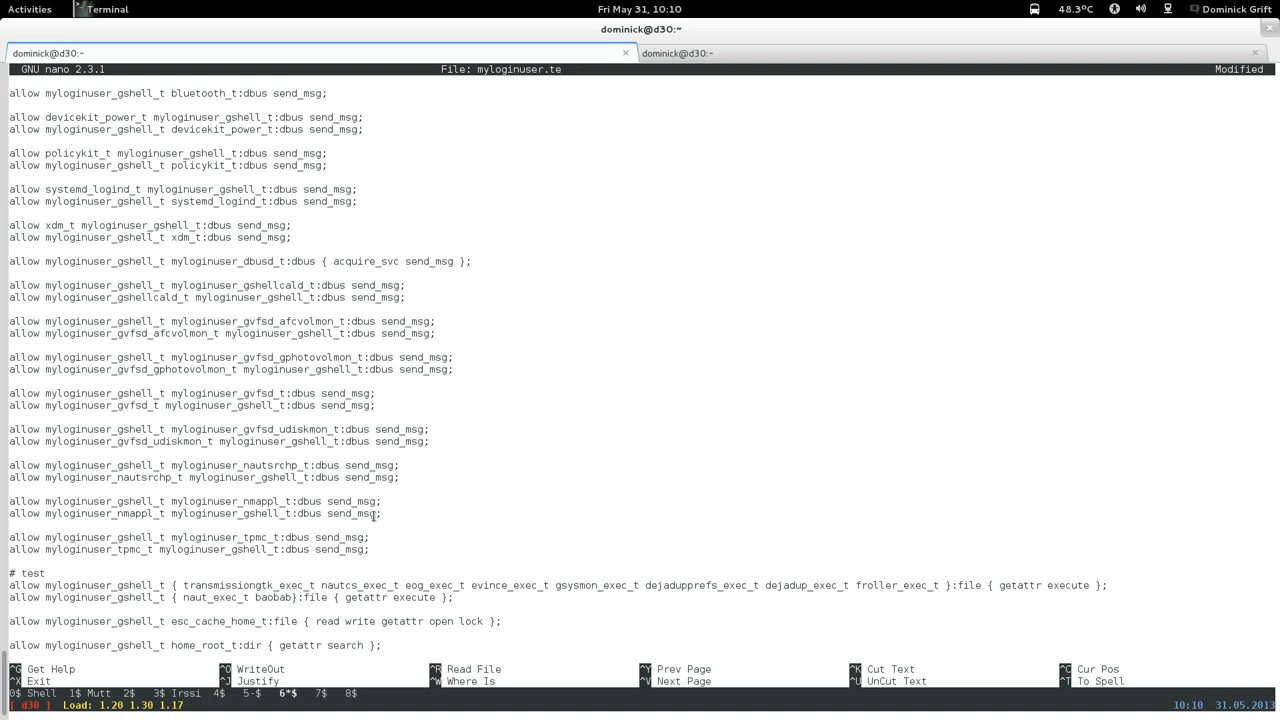 Activities Terminal Fri May 31, 10:10 48.3°C Dominick Grift
dominick@d30:~
dominick@d30:~ × dominick@d30:~ ×
GNU nano 2.3.1 File: myloginuser.te Modified
allow myloginuser_gshell_t bluetooth_t:dbus send_msg;
allow devicekit_power_t myloginuser_gshell_t:dbus send_msg;
allow myloginuser_gshell_t devicekit_power_t:dbus send_msg;
allow policykit_t myloginuser_gshell_t:dbus send_msg;
allow myloginuser_gshell_t policykit_t:dbus send_msg;
allow systemd_logind_t myloginuser_gshell_t:dbus send_msg;
allow myloginuser_gshell_t systemd_logind_t:dbus send_msg;
allow xdm_t myloginuser_gshell_t:dbus send_msg;
allow myloginuser_gshell_t xdm_t:dbus send_msg;
allow myloginuser_gshell_t myloginuser_dbusd_t:dbus { acquire_svc send_msg };
allow myloginuser_gshell_t myloginuser_gshellcald_t:dbus send_msg;
allow myloginuser_gshellcald_t myloginuser_gshell_t:dbus send_msg;
allow myloginuser_gshell_t myloginuser_gvfsd_afcvolmon_t:dbus send_msg;
allow myloginuser_gvfsd_afcvolmon_t myloginuser_gshell_t:dbus send_msg;
allow myloginuser_gshell_t myloginuser_gvfsd_gphotovolmon_t:dbus send_msg;
allow myloginuser_gvfsd_gphotovolmon_t myloginuser_gshell_t:dbus send_msg;
allow myloginuser_gshell_t myloginuser_gvfsd_t:dbus send_msg;
allow myloginuser_gvfsd_t myloginuser_gshell_t:dbus send_msg;
allow myloginuser_gshell_t myloginuser_gvfsd_udiskmon_t:dbus send_msg;
allow myloginuser_gvfsd_udiskmon_t myloginuser_gshell_t:dbus send_msg;
allow myloginuser_gshell_t myloginuser_nautsrchp_t:dbus send_msg;
allow myloginuser_nautsrchp_t myloginuser_gshell_t:dbus send_msg;
allow myloginuser_gshell_t myloginuser_nmappl_t:dbus send_msg;
allow myloginuser_nmappl_t myloginuser_gshell_t:dbus send_msg;
allow myloginuser_gshell_t myloginuser_tpmc_t:dbus send_msg;
allow myloginuser_tpmc_t myloginuser_gshell_t:dbus send_msg;
# test
allow myloginuser_gshell_t { transmissiongtk_exec_t nautcs_exec_t eog_exec_t evince_exec_t gsysmon_exec_t dejadupprefs_exec_t dejadup_exec_t froller_exec_t }:file { getattr execute };
allow myloginuser_gshell_t { naut_exec_t baobab}:file { getattr execute };
allow myloginuser_gshell_t esc_cache_home_t:file { read write getattr open lock };
allow myloginuser_gshell_t home_root_t:dir { getattr search };
^G Get Help ^O WriteOut ^R Read File ^Y Prev Page ^K Cut Text ^C Cur Pos
^X Exit ^J Justify ^W Where Is ^V Next Page ^U UnCut Text ^T To Spell
0$ Shell 1$ Mutt 2$ 3$ Irssi 4$ 5-$ 6*$ 7$ 8$
[ d30 ] Load: 1.20 1.30 1.17 10:10 31.05.2013